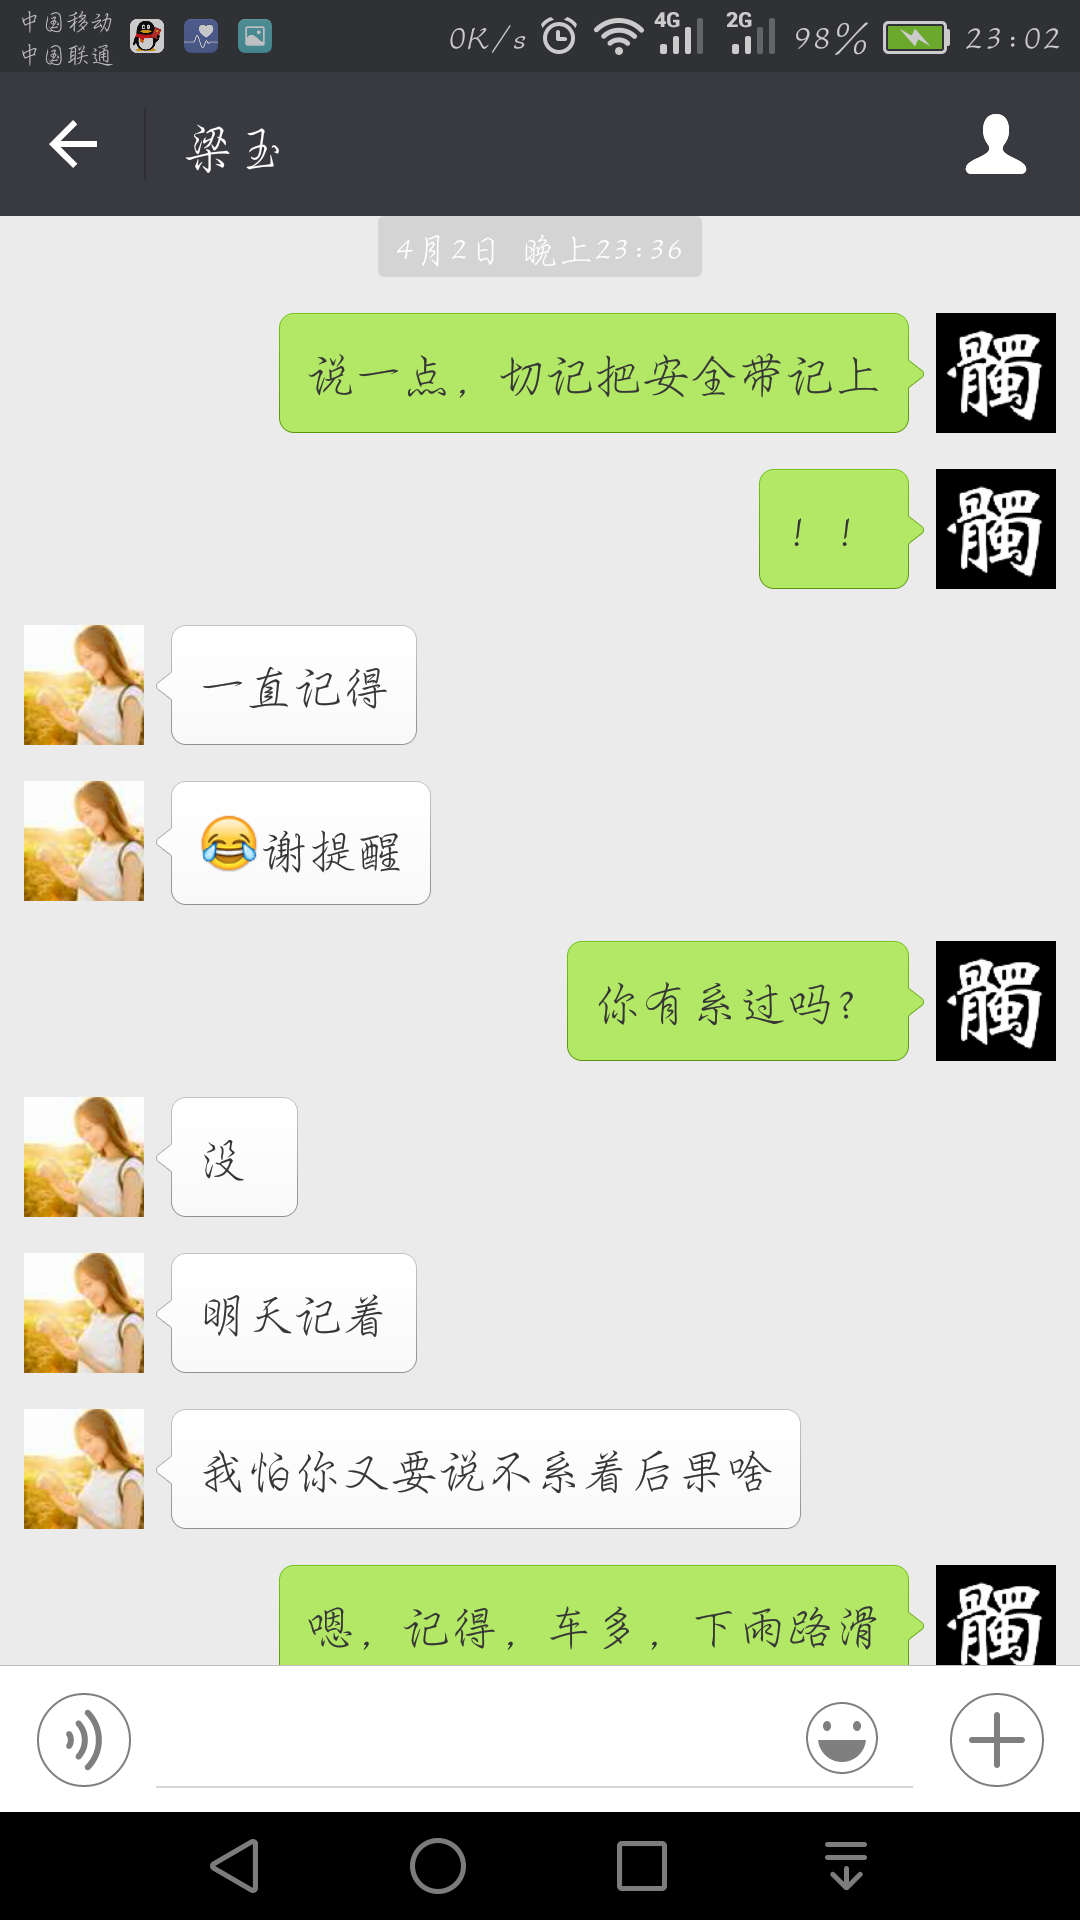 中国移动
中国联通
0K/s 4G 2G 98% 23:02
梁玉
4月2日 晚上23:36
说一点，切记把安全带记上
髑
！！
髑
一直记得
😂谢提醒
你有系过吗？
髑
没
明天记着
我怕你又要说不系着后果啥
嗯，记得，车多，下雨路滑
髑